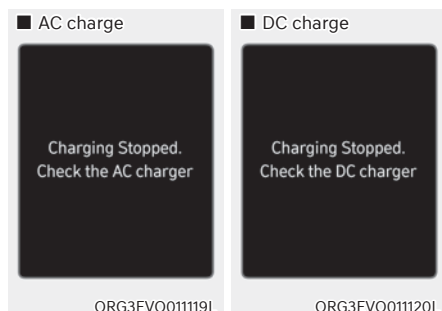 ■ AC charge
Charging Stopped.
Check the AC charger
ORG3EVQ011119L
■ DC charge
Charging Stopped.
Check the DC charger
ORG3EVQ011120L